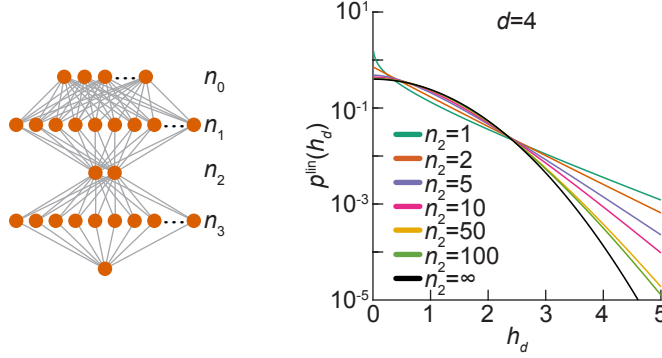 n₀
n₁
n₂
n₃
d=4
10¹
10⁻¹
10⁻³
10⁻⁵
pˡⁱⁿ(h_d)
n₂=1
n₂=2
n₂=5
n₂=10
n₂=50
n₂=100
n₂=∞
0 1 2 3 4 5
h_d